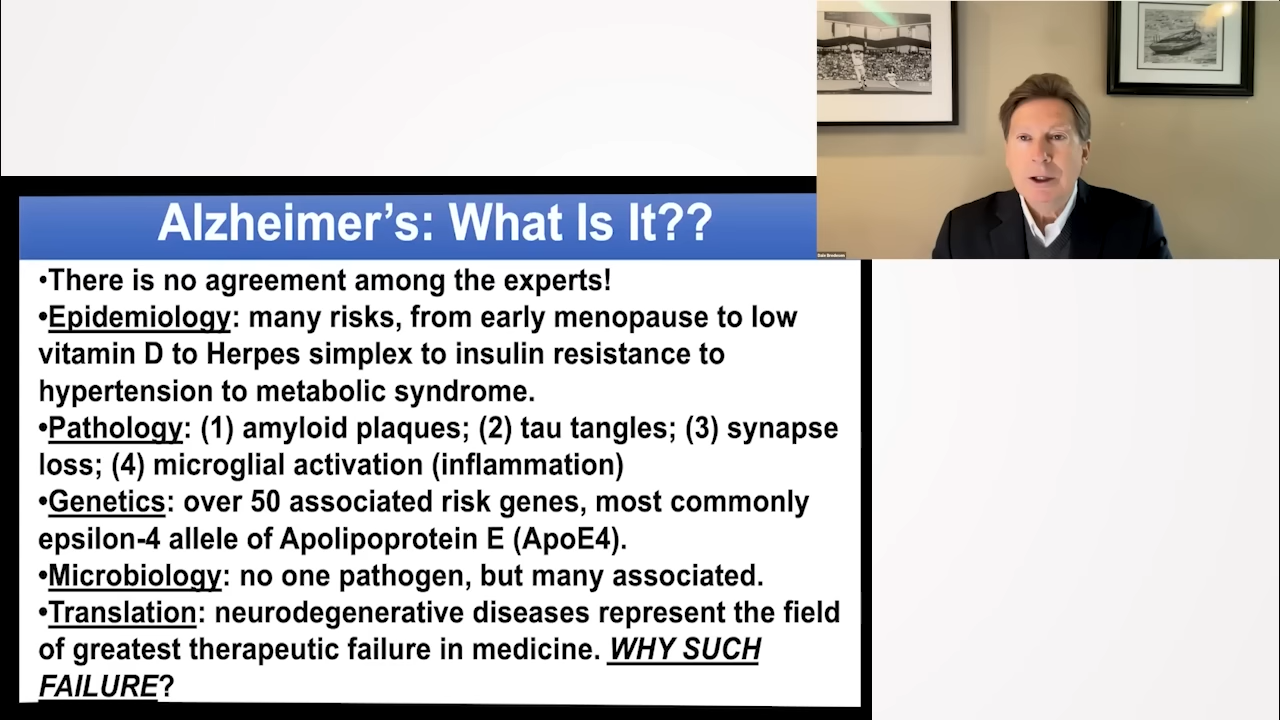 Alzheimer's: What Is It??
•There is no agreement among the experts!
•Epidemiology: many risks, from early menopause to low
vitamin D to Herpes simplex to insulin resistance to
hypertension to metabolic syndrome.
•Pathology: (1) amyloid plaques; (2) tau tangles; (3) synapse
loss; (4) microglial activation (inflammation)
•Genetics: over 50 associated risk genes, most commonly
epsilon-4 allele of Apolipoprotein E (ApoE4).
•Microbiology: no one pathogen, but many associated.
•Translation: neurodegenerative diseases represent the field
of greatest therapeutic failure in medicine. WHY SUCH
FAILURE?